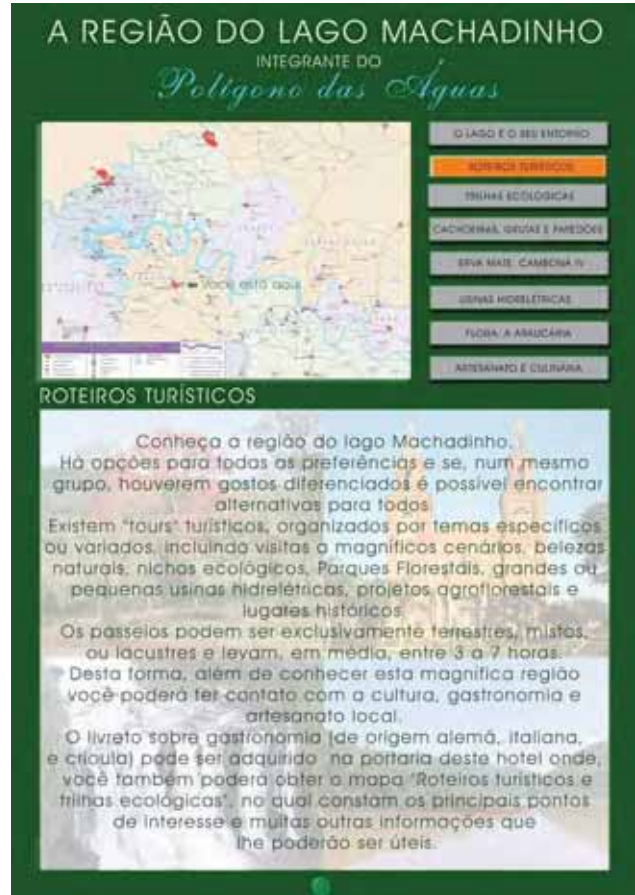 A REGIÃO DO LAGO MACHADINHO
INTEGRANTE DO
Polígono das Águas
O LAGO E O SEU ENTORNO
ROTEIROS TURÍSTICOS
TRILHAS ECOLÓGICAS
CACHOEIRAS, GRUTAS E PAREDÕES
ERVA MATE: CAMBONA IV
USINAS HIDRELÉTRICAS
FLORA: A ARAUCÁRIA
ARTESANATO E CULINÁRIA
Você está aqui
ROTEIROS TURÍSTICOS
Conheça a região do lago Machadinho.
Há opções para todas as preferências e se, num mesmo
grupo, houverem gostos diferenciados é possível encontrar
alternativas para todos.
Existem "tours" turísticos, organizados por temas específicos
ou variados, incluindo visitas a magníficos cenários, belezas
naturais, nichos ecológicos, Parques Florestais, grandes ou
pequenas usinas hidrelétricas, projetos agroflorestais e
lugares históricos.
Os passeios podem ser exclusivamente terrestres, mistos,
ou lacustres e levam, em média, entre 3 a 7 horas.
Desta forma, além de conhecer esta magnífica região
você poderá ter contato com a cultura, gastronomia e
artesanato local.
O livreto sobre gastronomia (de origem alemã, italiana,
e crioula) pode ser adquirido na portaria deste hotel onde,
você também poderá obter o mapa "Roteiros turísticos e
trilhas ecológicas", no qual constam os principais pontos
de interesse e muitas outras informações que
lhe poderão ser úteis.